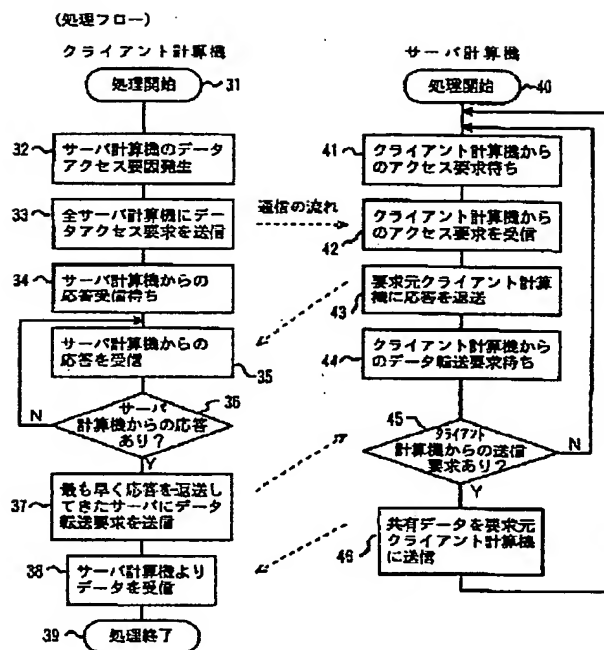 (処理フロー)
クライアント計算機
処理開始
31
32
サーバ計算機のデータ
アクセス要因発生
33
全サーバ計算機にデー
タアクセス要求を送信
34
サーバ計算機からの
応答受信待ち
サーバ計算機からの
応答を受信
35
サーバ
計算機からの応答
あり?
36
N
Y
37
最も早く応答を返送し
てきたサーバにデータ
転送要求を送信
38
サーバ計算機より
データを受信
39
処理終了
通信の流れ
サーバ計算機
処理開始
40
41
クライアント計算機から
のアクセス要求待ち
クライアント計算機から
のアクセス要求を受信
42
要求元クライアント計算
機に応答を返送
43
クライアント計算機から
のデータ転送要求待ち
44
45
クライアント
計算機からの送信
要求あり?
N
Y
共有データを要求元
クライアント計算機
に送信
46